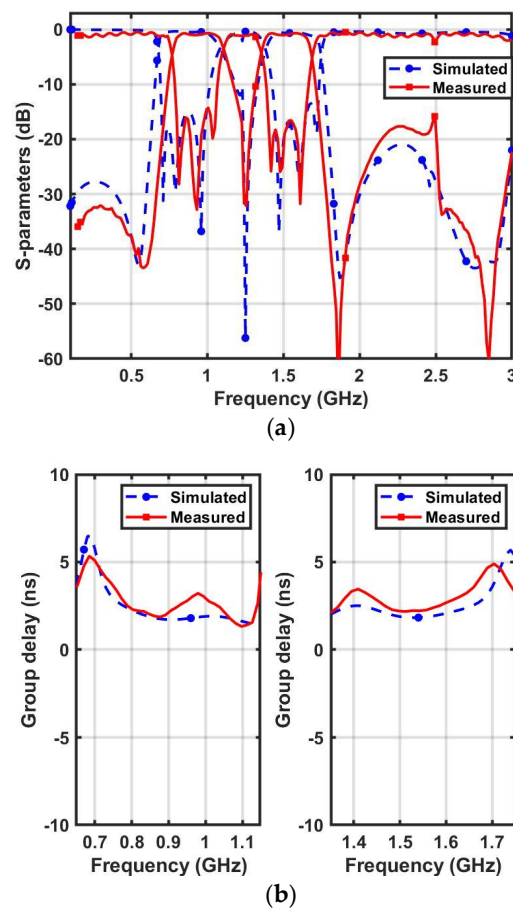 0
-10
-20
-30
-40
-50
-60
S-parameters (dB)
Simulated
Measured
0.5 1 1.5 2 2.5 3
Frequency (GHz)
(a)
10
5
0
-5
-10
Group delay (ns)
Simulated
Measured
0.7 0.8 0.9 1 1.1
Frequency (GHz)
10
5
0
-5
-10
Group delay (ns)
Simulated
Measured
1.4 1.5 1.6 1.7
Frequency (GHz)
(b)